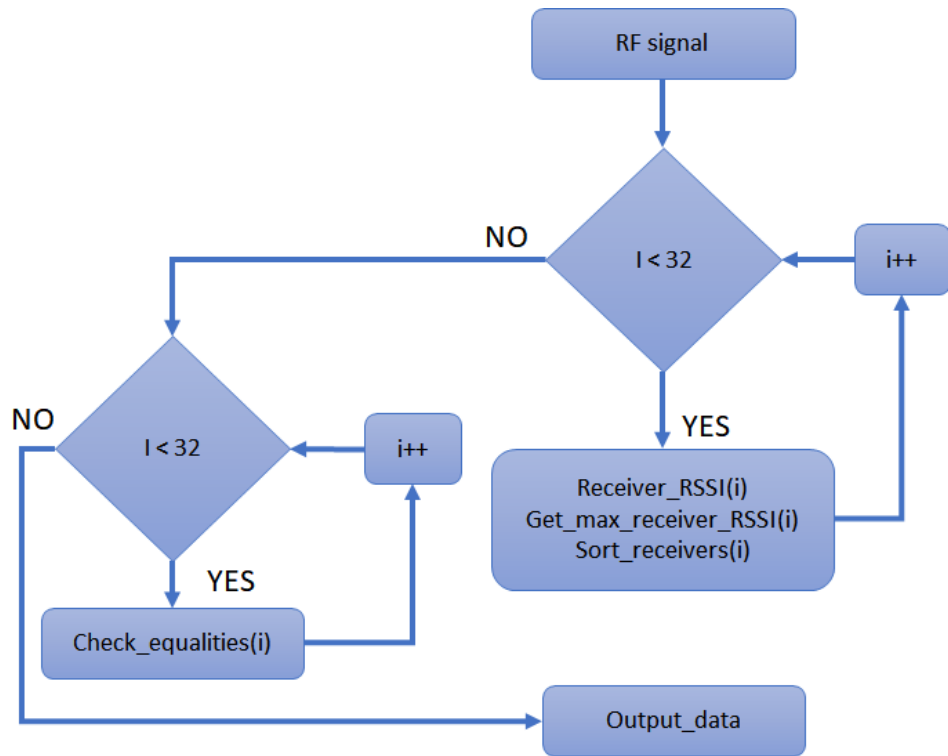 RF signal
NO
I < 32
i++
YES
Receiver_RSSI(i)
Get_max_receiver_RSSI(i)
Sort_receivers(i)
NO
I < 32
i++
YES
Check_equalities(i)
Output_data